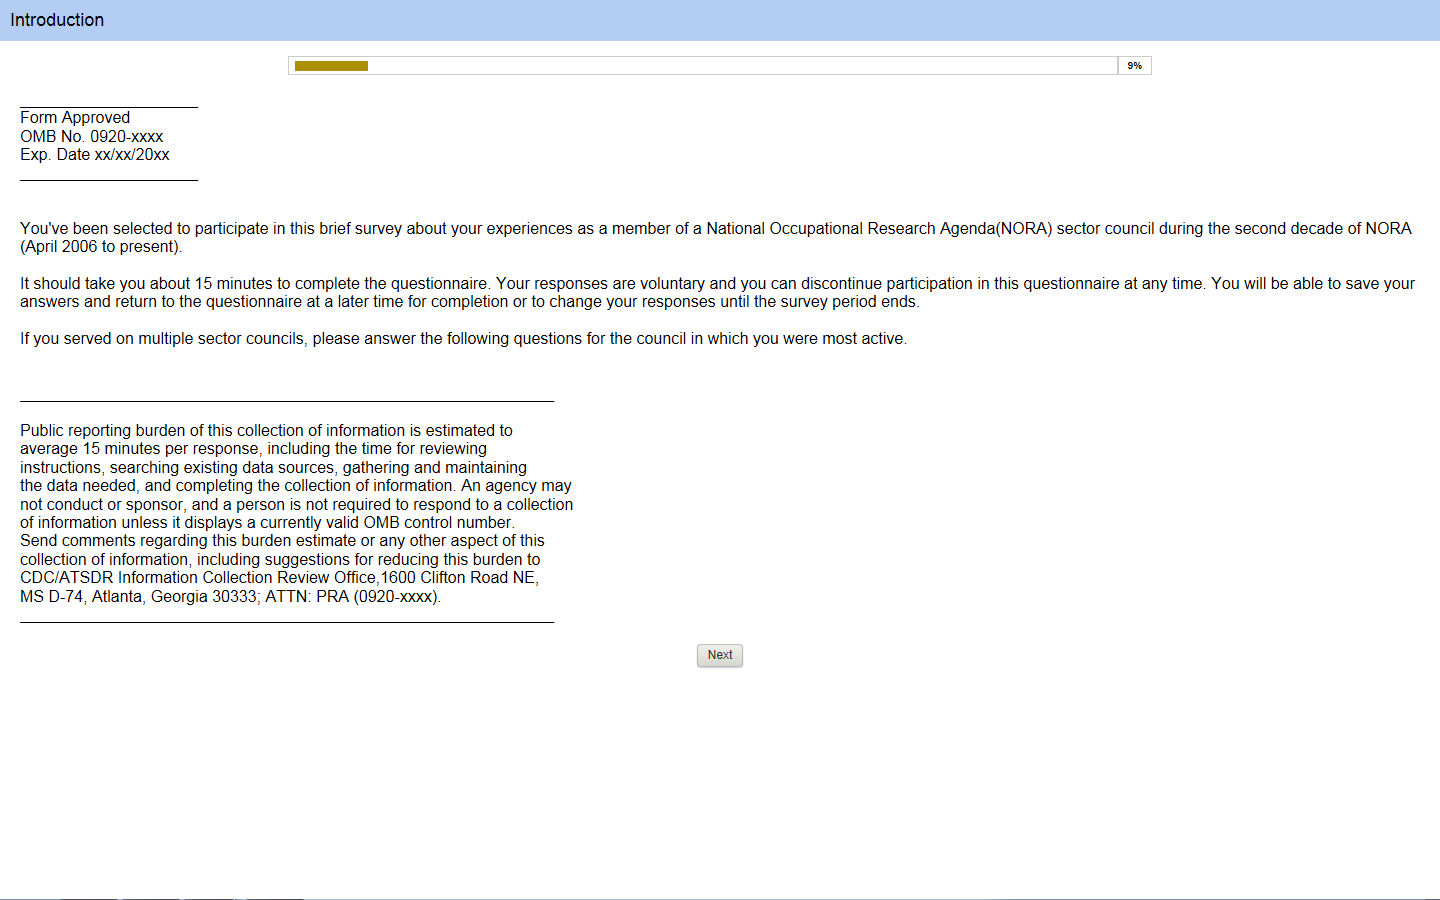 Introduction
9%
Form Approved
OMB No. 0920-xxxx
Exp. Date xx/xx/20xx
You've been selected to participate in this brief survey about your experiences as a member of a National Occupational Research Agenda(NORA) sector council during the second decade of NORA
(April 2006 to present).
It should take you about 15 minutes to complete the questionnaire. Your responses are voluntary and you can discontinue participation in this questionnaire at any time. You will be able to save your
answers and return to the questionnaire at a later time for completion or to change your responses until the survey period ends.
If you served on multiple sector councils, please answer the following questions for the council in which you were most active.
Public reporting burden of this collection of information is estimated to
average 15 minutes per response, including the time for reviewing
instructions, searching existing data sources, gathering and maintaining
the data needed, and completing the collection of information. An agency may
not conduct or sponsor, and a person is not required to respond to a collection
of information unless it displays a currently valid OMB control number.
Send comments regarding this burden estimate or any other aspect of this
collection of information, including suggestions for reducing this burden to
CDC/ATSDR Information Collection Review Office,1600 Clifton Road NE,
MS D-74, Atlanta, Georgia 30333; ATTN: PRA (0920-xxxx).
Next